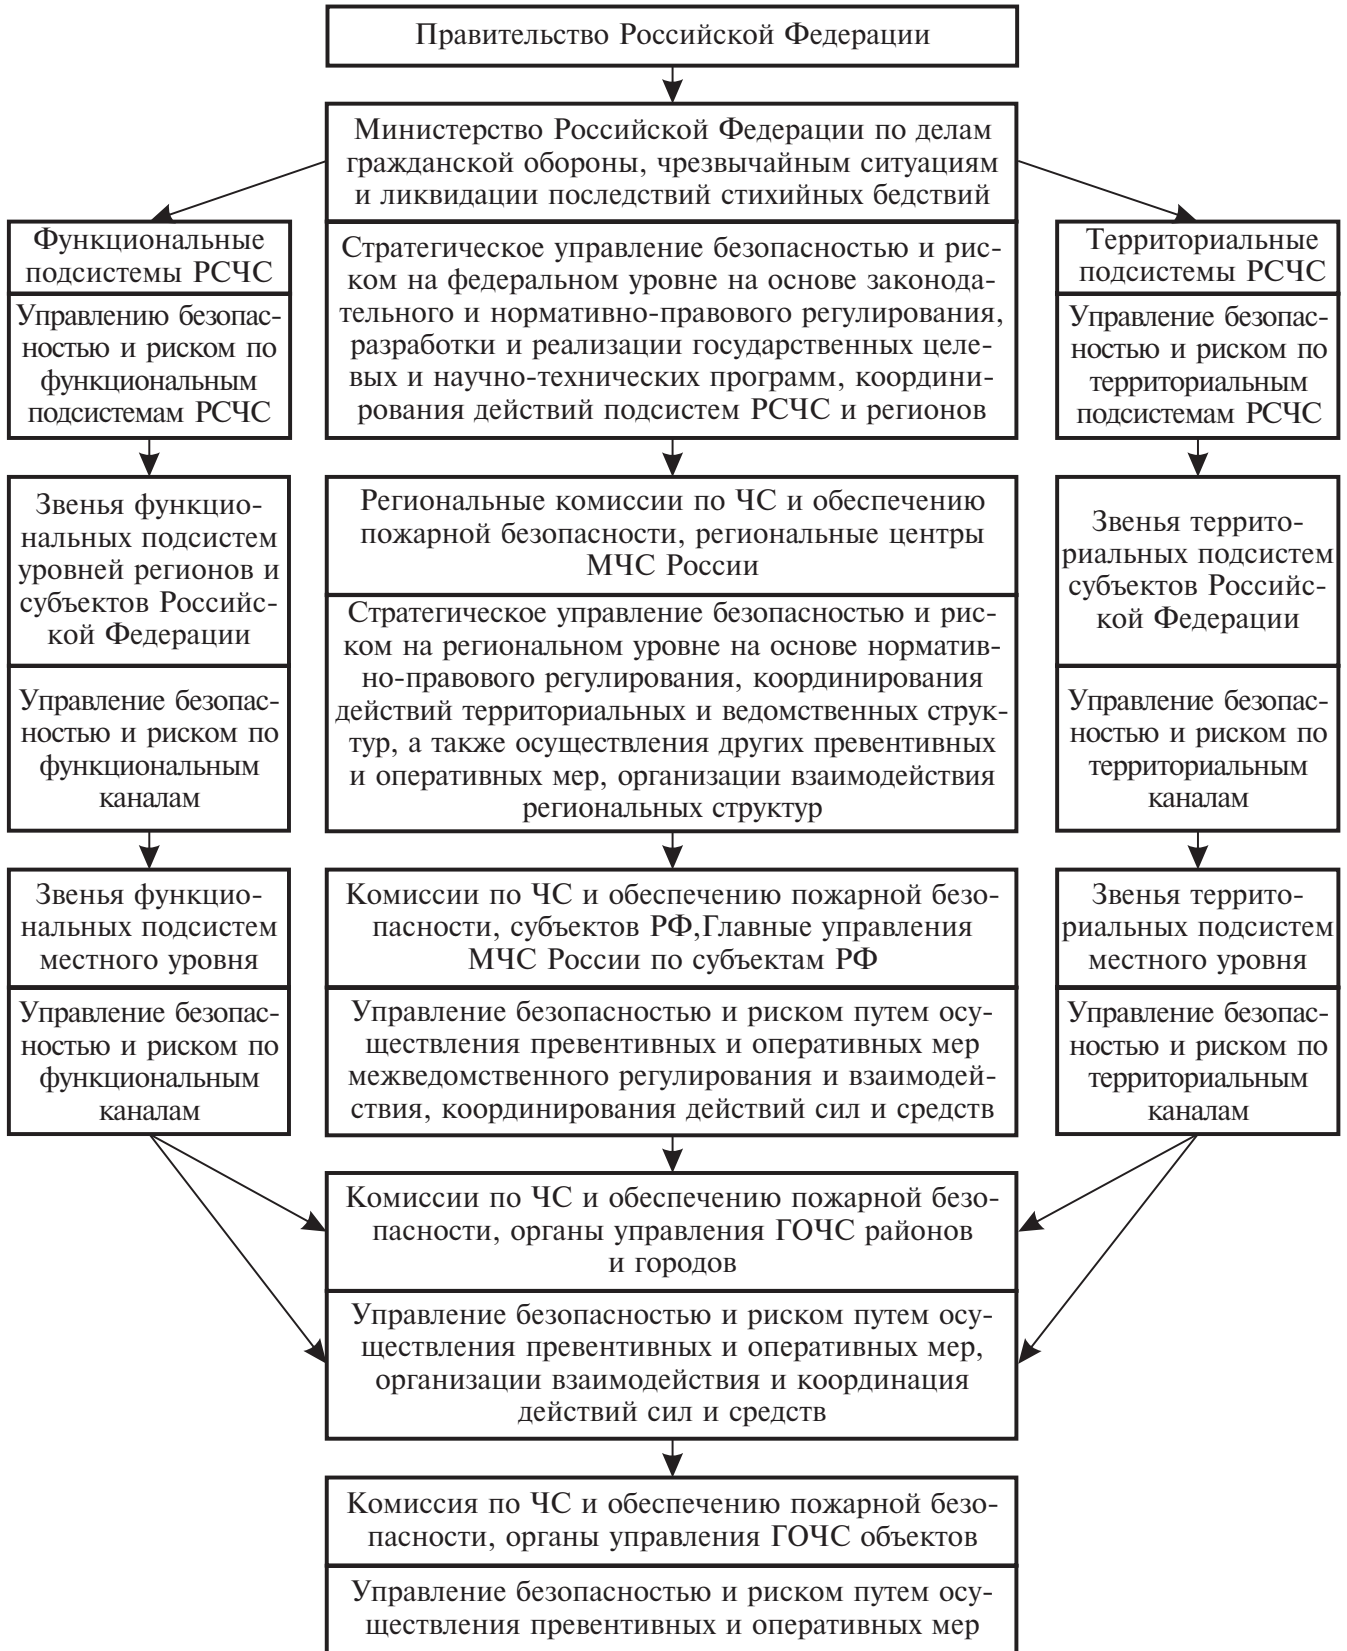 Правительство Российской Федерации
Министерство Российской Федерации по делам
гражданской обороны, чрезвычайным ситуациям
и ликвидации последствий стихийных бедствий
Стратегическое управление безопасностью и рис-
ком на федеральном уровне на основе законода-
тельного и нормативно-правового регулирования,
разработки и реализации государственных целе-
вых и научно-технических программ, координи-
рования действий подсистем РСЧС и регионов
Функциональные
подсистемы РСЧС
Управлению безопас-
ностью и риском по
функциональным
подсистемам РСЧС
Территориальные
подсистемы РСЧС
Управление безопас-
ностью и риском по
территориальным
подсистемам РСЧС
Звенья функцио-
нальных подсистем
уровней регионов и
субъектов Российс-
кой Федерации
Управление безопас-
ностью и риском по
функциональным
каналам
Региональные комиссии по ЧС и обеспечению
пожарной безопасности, региональные центры
МЧС России
Стратегическое управление безопасностью и рис-
ком на региональном уровне на основе норматив-
но-правового регулирования, координирования
действий территориальных и ведомственных струк-
тур, а также осуществления других превентивных
и оперативных мер, организации взаимодействия
региональных структур
Звенья террито-
риальных подсистем
субъектов Российс-
кой Федерации
Управление безопас-
ностью и риском по
территориальным
каналам
Звенья функцио-
нальных подсистем
местного уровня
Управление безопас-
ностью и риском по
функциональным
каналам
Комиссии по ЧС и обеспечению пожарной безо-
пасности, субъектов РФ,Главные управления
МЧС России по субъектам РФ
Управление безопасностью и риском путем осу-
ществления превентивных и оперативных мер
межведомственного регулирования и взаимодей-
ствия, координирования действий сил и средств
Звенья террито-
риальных подсистем
местного уровня
Управление безопас-
ностью и риском по
территориальным
каналам
Комиссии по ЧС и обеспечению пожарной безо-
пасности, органы управления ГОЧС районов
и городов
Управление безопасностью и риском путем осу-
ществления превентивных и оперативных мер,
организации взаимодействия и координация
действий сил и средств
Комиссия по ЧС и обеспечению пожарной безо-
пасности, органы управления ГОЧС объектов
Управление безопасностью и риском путем осу-
ществления превентивных и оперативных мер